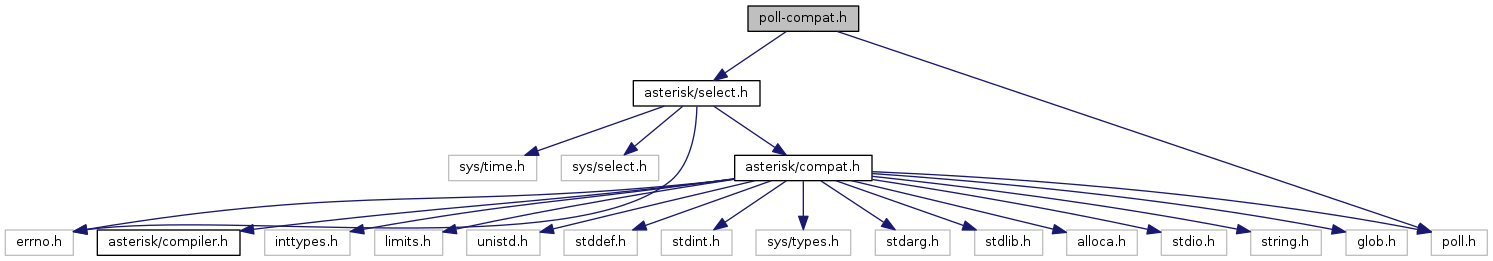 poll-compat.h
asterisk/select.h
sys/time.h
sys/select.h
asterisk/compat.h
errno.h
asterisk/compiler.h
inttypes.h
limits.h
unistd.h
stddef.h
stdint.h
sys/types.h
stdarg.h
stdlib.h
alloca.h
stdio.h
string.h
glob.h
poll.h